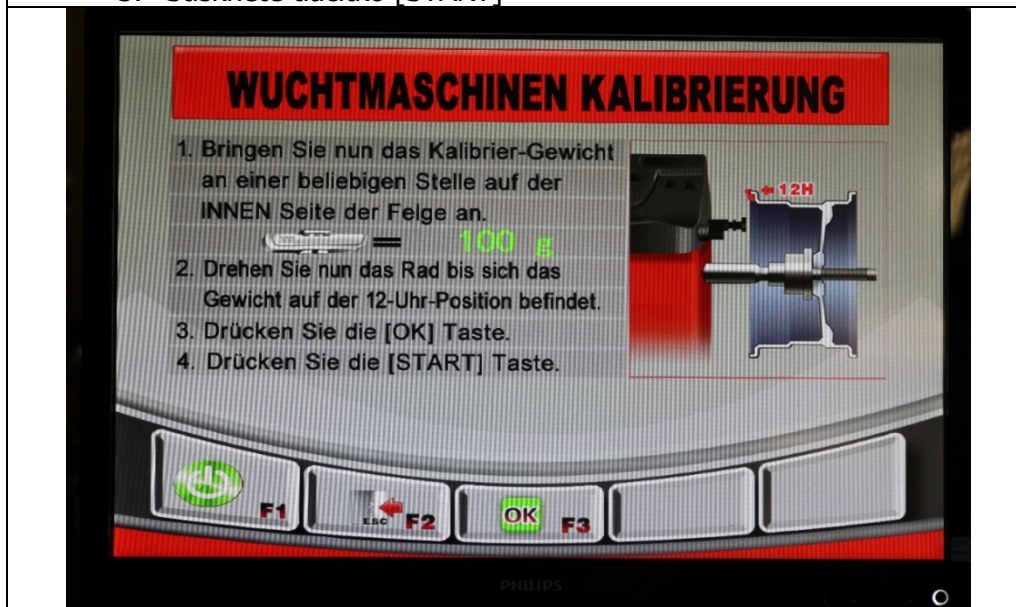 [START]
WUCHTMASCHINEN KALIBRIERUNG
1. Bringen Sie nun das Kalibrier-Gewicht
an einer beliebigen Stelle auf der
INNEN Seite der Felge an.
= 100 g
2. Drehen Sie nun das Rad bis sich das
Gewicht auf der 12-Uhr-Position befindet.
3. Drücken Sie die [OK] Taste.
4. Drücken Sie die [START] Taste.
12H
F1
ESC F2
OK F3
PHILIPS